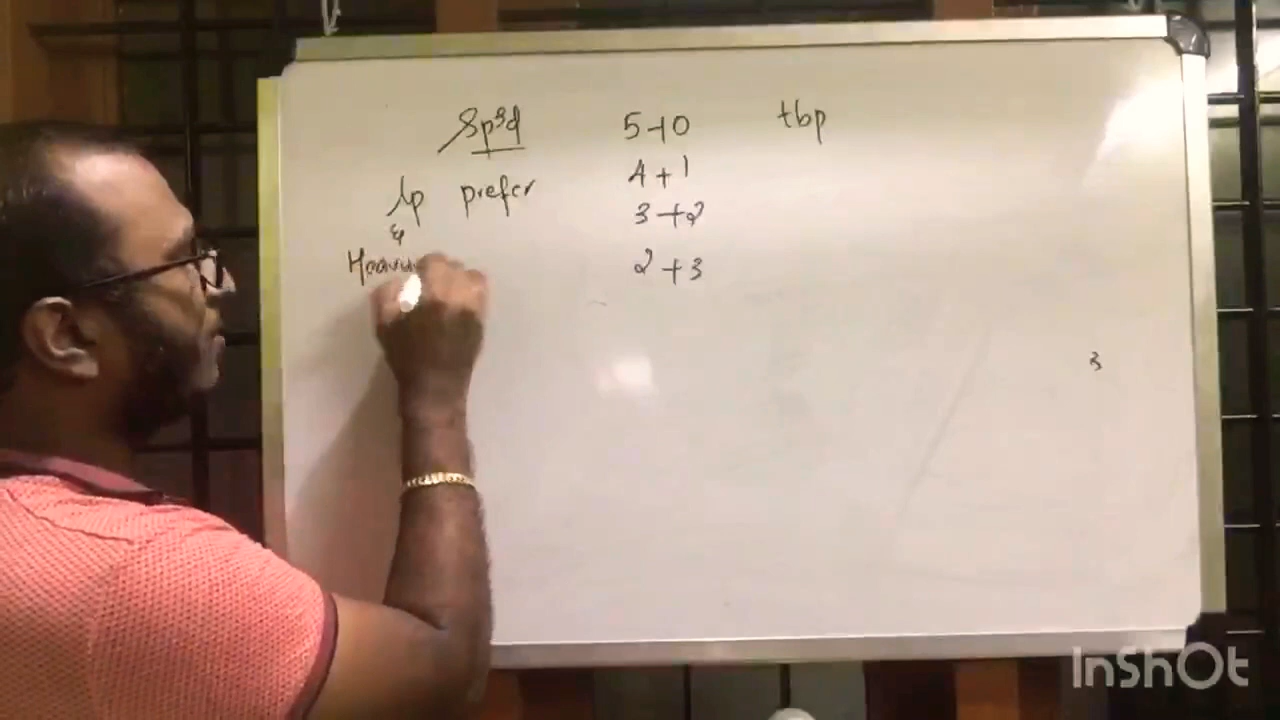 Sp³d 5+0 tbp
lp prefer 4+1
& 3+2
2+3
3
InShOt